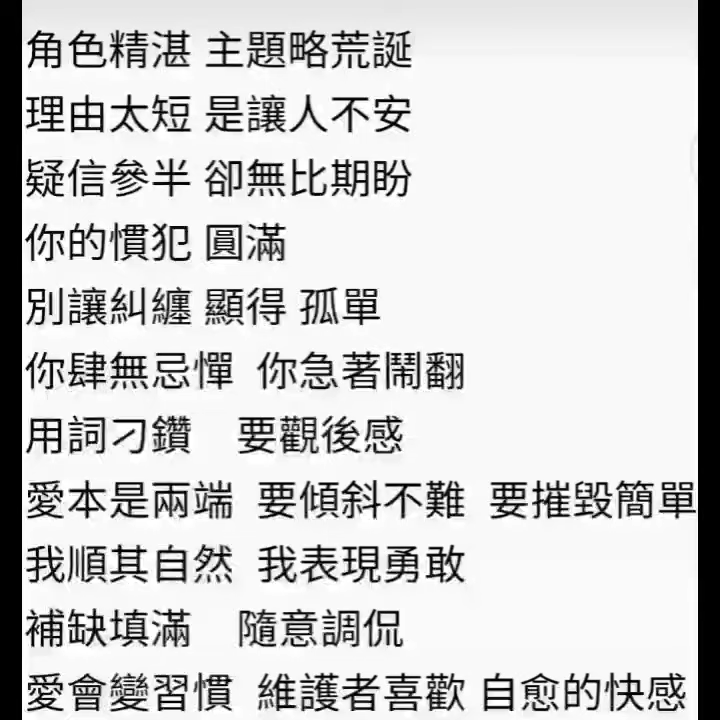 角色精湛 主題略荒誕
理由太短 是讓人不安
疑信參半 卻無比期盼
你的慣犯 圓滿
別讓糾纏 顯得 孤單
你肆無忌憚 你急著鬧翻
用詞刁鑽 要觀後感
愛本是兩端 要傾斜不難 要摧毀簡單
我順其自然 我表現勇敢
補缺填滿 隨意調侃
愛會變習慣 維護者喜歡 自愈的快感